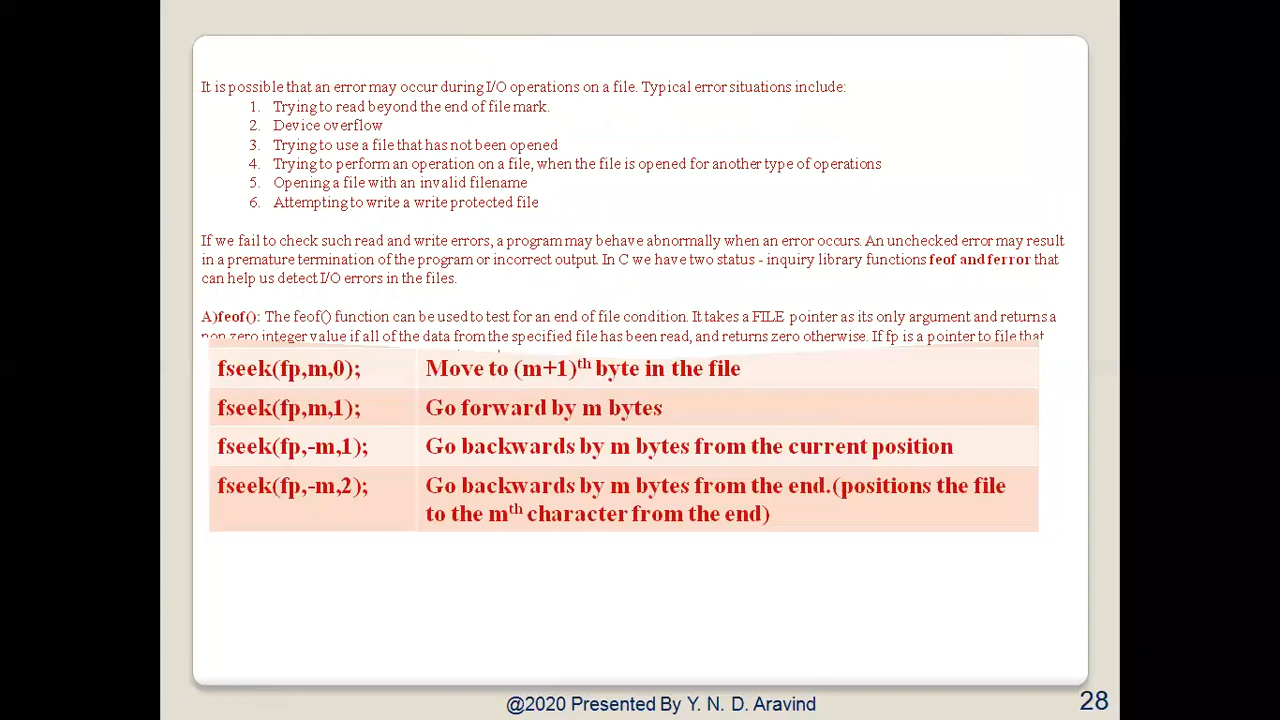 It is possible that an error may occur during I/O operations on a file. Typical error situations include:
1. Trying to read beyond the end of file mark.
2. Device overflow
3. Trying to use a file that has not been opened
4. Trying to perform an operation on a file, when the file is opened for another type of operations
5. Opening a file with an invalid filename
6. Attempting to write a write protected file
If we fail to check such read and write errors, a program may behave abnormally when an error occurs. An unchecked error may result
in a premature termination of the program or incorrect output. In C we have two status - inquiry library functions feof and ferror that
can help us detect I/O errors in the files.
A)feof(): The feof() function can be used to test for an end of file condition. It takes a FILE pointer as its only argument and returns a
non zero integer value if all of the data from the specified file has been read, and returns zero otherwise. If fp is a pointer to file that
fseek(fp,m,0); Move to (m+1)th byte in the file
fseek(fp,m,1); Go forward by m bytes
fseek(fp,-m,1); Go backwards by m bytes from the current position
fseek(fp,-m,2); Go backwards by m bytes from the end.(positions the file
to the mth character from the end)
@2020 Presented By Y. N. D. Aravind
28